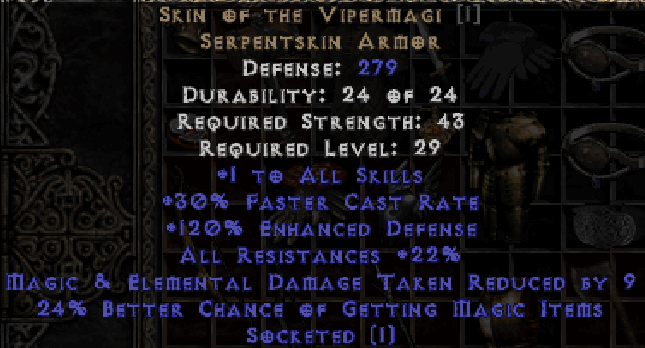 Skin of the Vipermagi [1]
Serpentskin Armor
Defense: 279
Durability: 24 of 24
Required Strength: 43
Required Level: 29
+1 to All Skills
+30% Faster Cast Rate
+120% Enhanced Defense
All Resistances +22%
Magic & Elemental Damage Taken Reduced by 9
24% Better Chance of Getting Magic Items
Socketed [1]